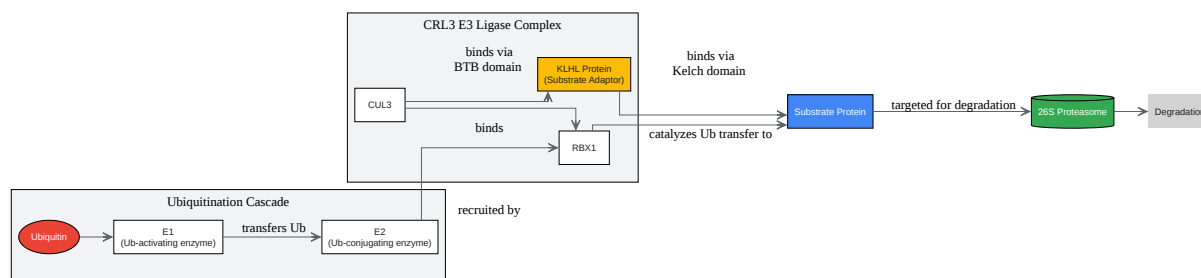 CRL3 E3 Ligase Complex
binds via
BTB domain
KLHL Protein
(Substrate Adaptor)
binds via
Kelch domain
CUL3
Substrate Protein
targeted for degradation
26S Proteasome
Degradation
binds
RBX1
catalyzes Ub transfer to
Ubiquitination Cascade
recruited by
Ubiquitin
E1
(Ub-activating enzyme)
transfers Ub
E2
(Ub-conjugating enzyme)